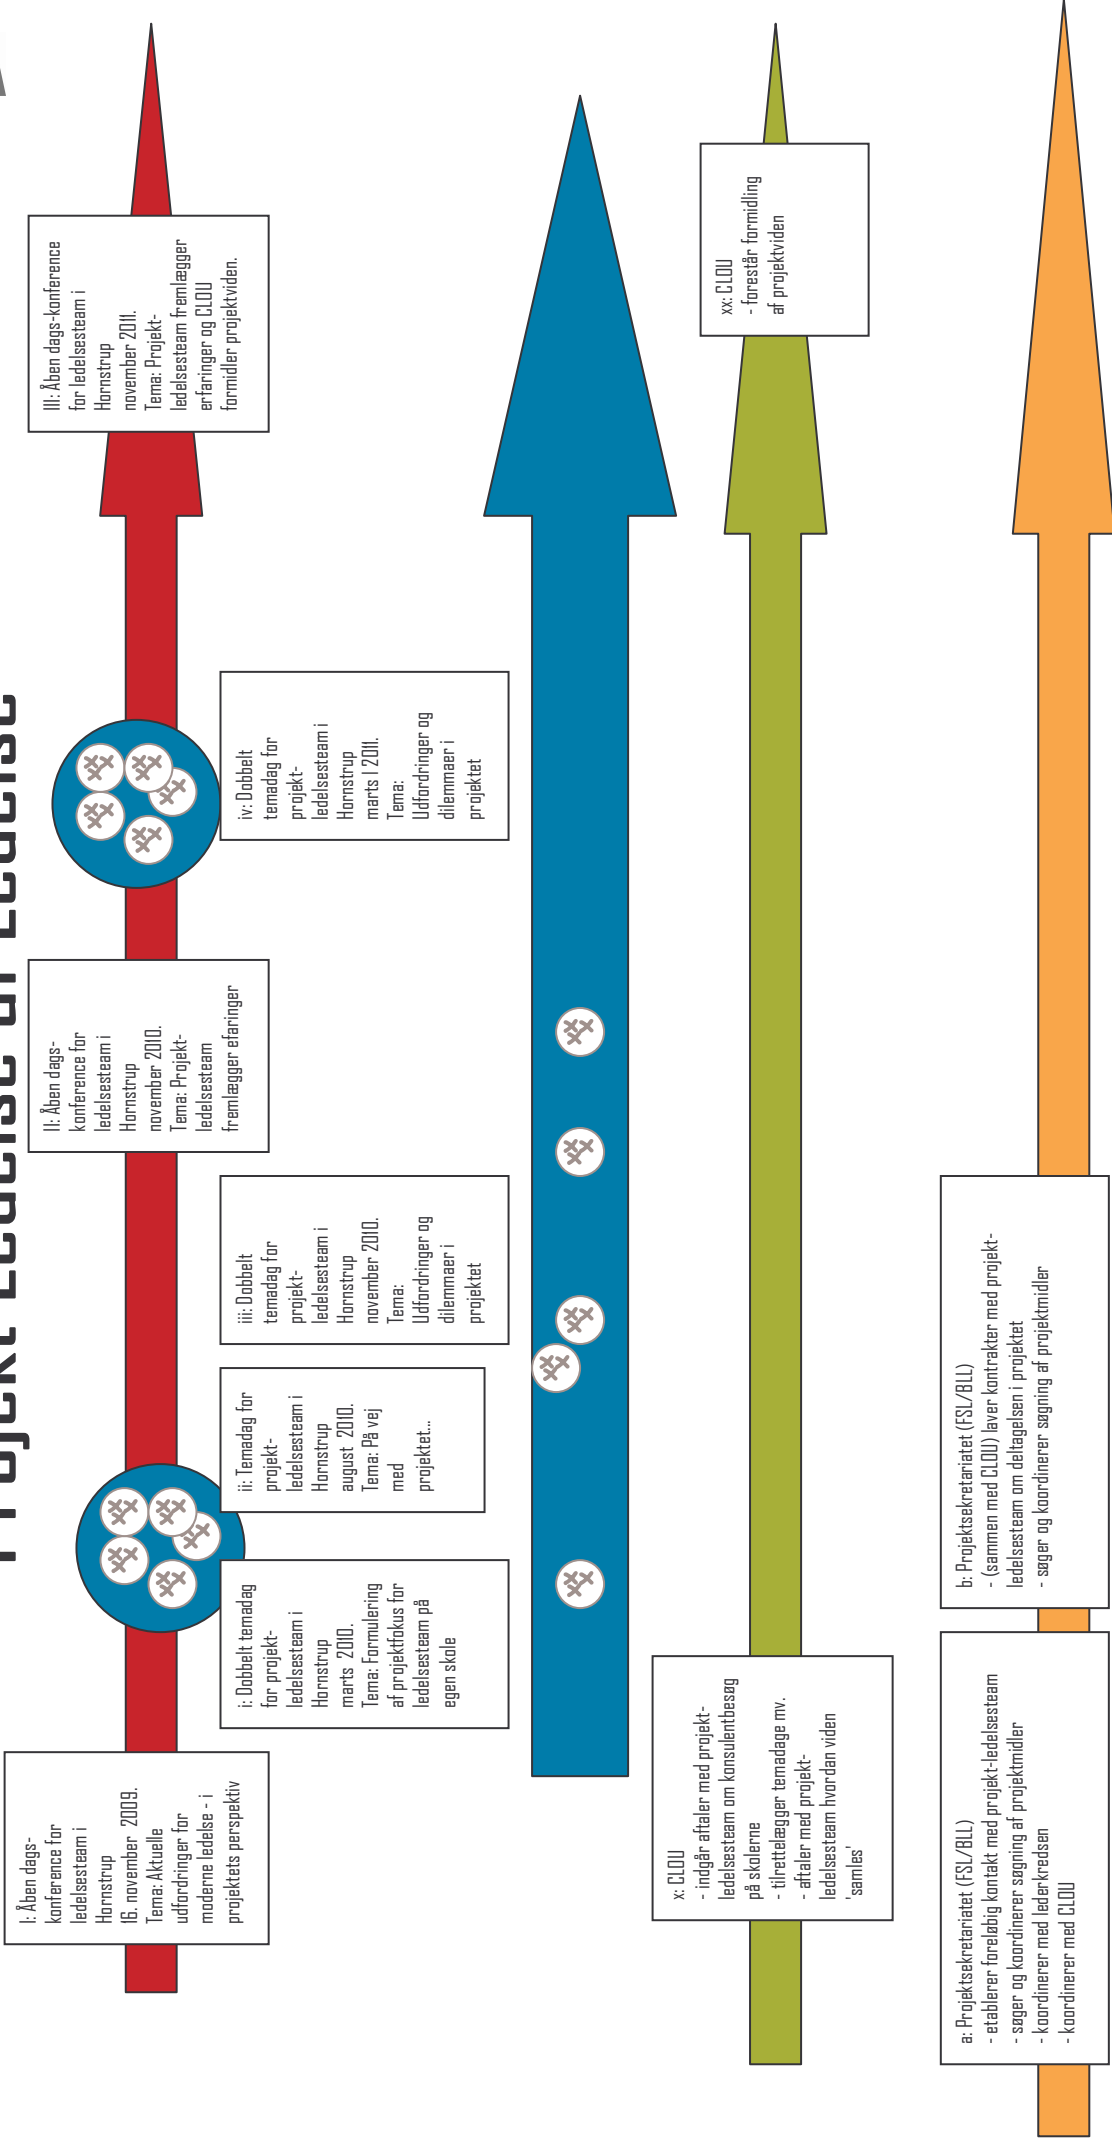 Projekt Ledelse af Ledelse
I: Åben dags-
konference for
ledelsesteam i
Hornstrup
16. november 2009.
Tema: Aktuelle
udfordringer for
moderne ledelse - i
projektets perspektiv
II: Åben dags-
konference for
ledelsesteam i
Hornstrup
november 2010.
Tema: Projekt-
ledelsesteam
fremlægger efaringer
III: Åben dags-konference
for ledelsesteam i
Hornstrup
november 2011.
Tema: Projekt-
ledelsesteam fremlægger
erfaringer og CLOU
formidler projektviden.
i: Dobbelt temadag
for projekt-
ledelsesteam i
Hornstrup
marts 2010.
Tema: Formulering
af projektfokus for
ledelsesteam på
egen skole
ii: Temadag for
projekt-
ledelsesteam i
Hornstrup
august 2010.
Tema: På vej
med
projektet...
iii: Dobbelt
temadag for
projekt-
ledelsesteam i
Hornstrup
november 2010.
Tema:
Udfordringer og
dilemmaer i
projektet
iv: Dobbelt
temadag for
projekt-
ledelsesteam i
Hornstrup
marts I 2011.
Tema:
Udfordringer og
dilemmaer i
projektet
x: CLOU
- indgår aftaler med projekt-
ledelsesteam om konsulentbesøg
på skolerne
- tilrettelægger temadage mv.
- aftaler med projekt-
ledelsesteam hvordan viden
'samles'
xx: CLOU
- forestår formidling
af projektviden
a: Projektsekretariatet (FSL/BLL)
- etablerer foreløbig kontakt med projekt-ledelsesteam
- søger og koordinerer søgning af projektmidler
- koordinerer med lederkredsen
- koordinerer med CLOU
b: Projektsekretariatet (FSL/BLL)
- (sammen med CLOU) laver kontrakter med projekt-
ledelsesteam om deltagelsen i projektet
- søger og koordinerer søgning af projektmidler